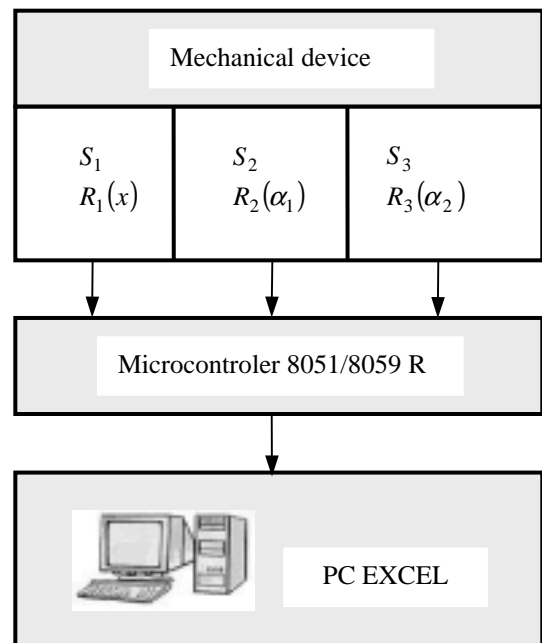 Mechanical device
S₁ S₂ S₃
R₁(x) R₂(α₁) R₃(α₂)
Microcontroler 8051/8059 R
PC EXCEL